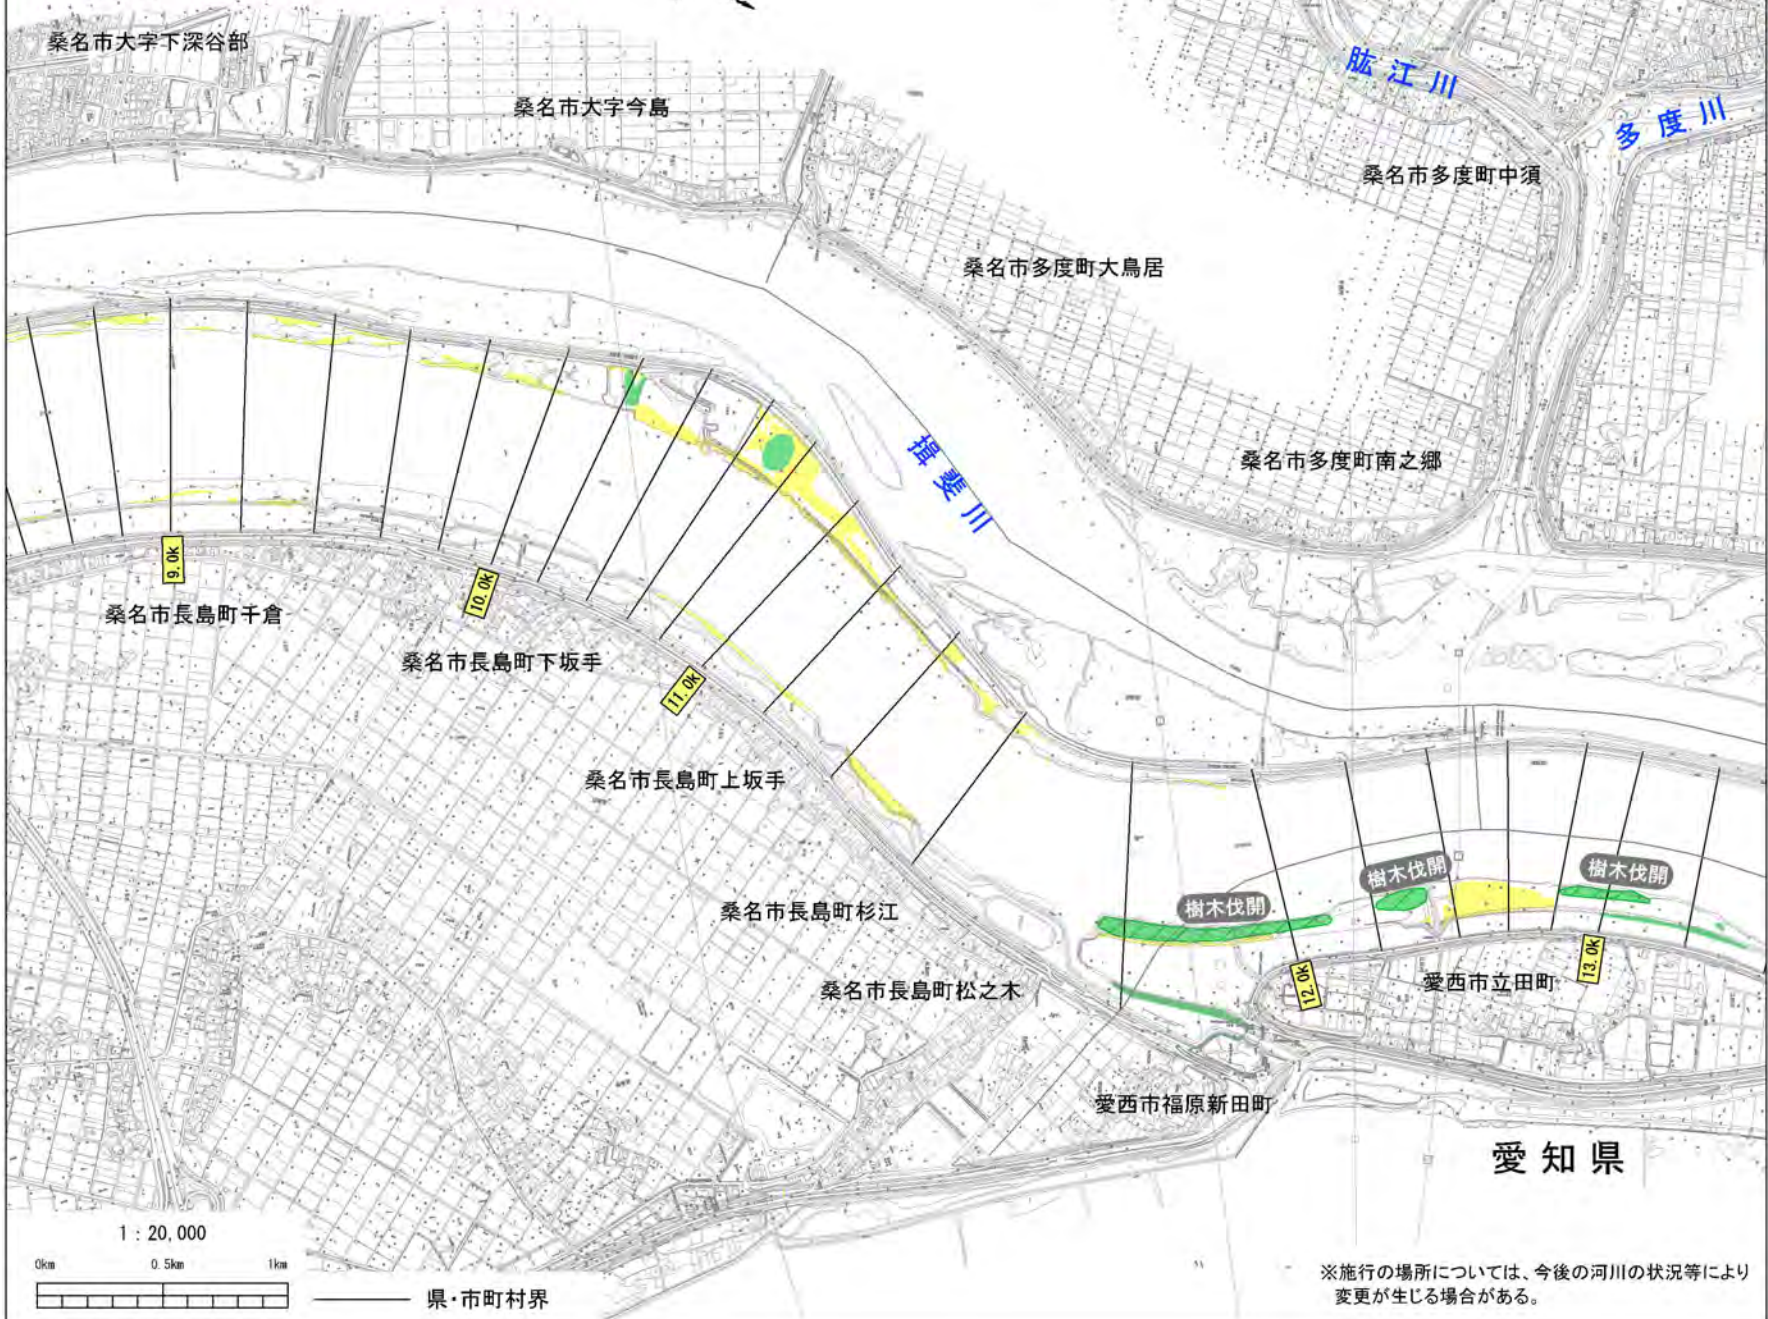 桑名市大字下深谷部
桑名市大字今島
肱江川
多度川
桑名市多度町中須
桑名市多度町大鳥居
揖斐川
桑名市多度町南之郷
9.0k
桑名市長島町千倉
10.0k
桑名市長島町下坂手
11.0k
桑名市長島町上坂手
樹木伐開
樹木伐開
樹木伐開
桑名市長島町杉江
12.0k
愛西市立田町
13.0k
桑名市長島町松之木
愛西市福原新田町
愛知県
1：20,000
0km 0.5km 1km
県・市町村界
※施行の場所については、今後の河川の状況等により
変更が生じる場合がある。